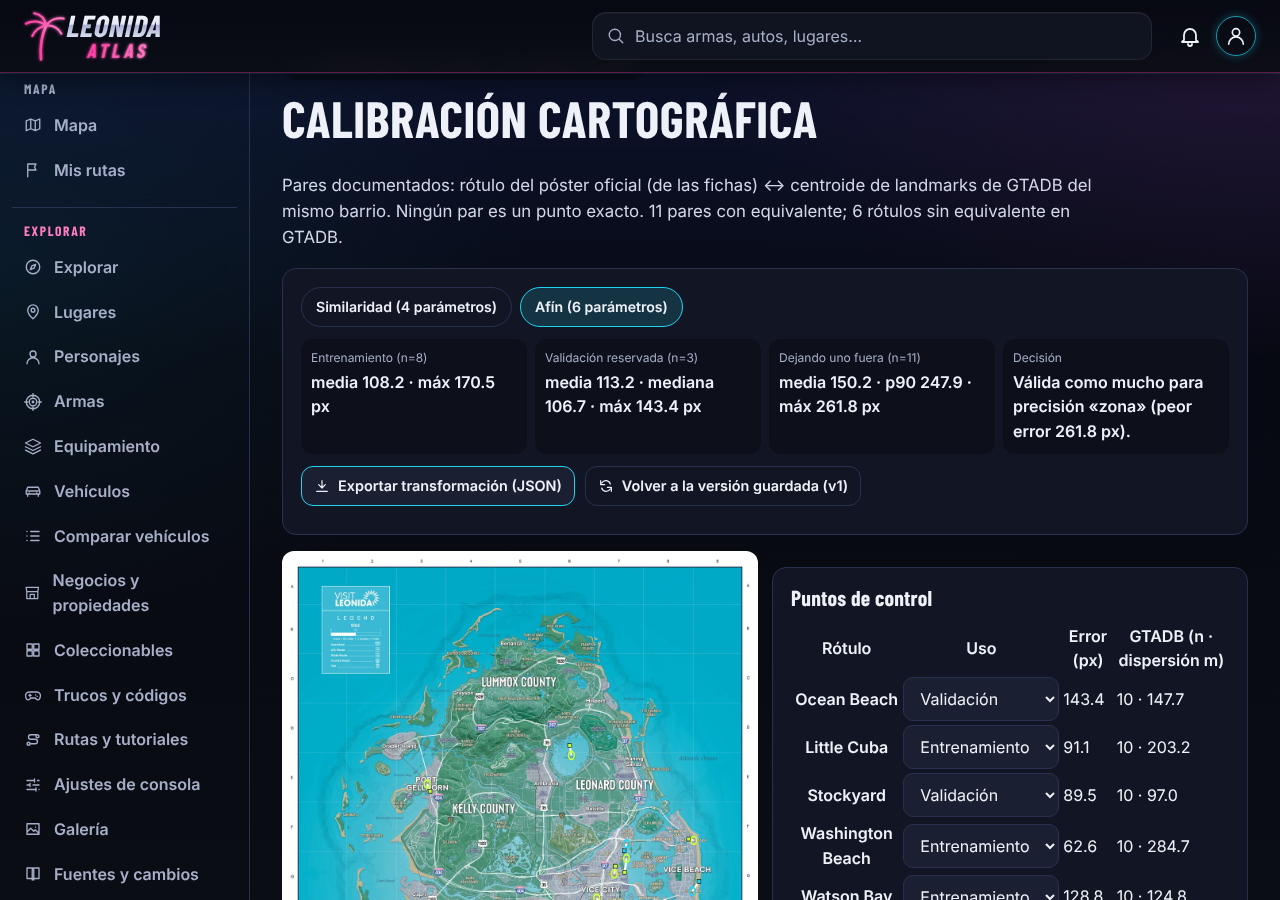 LEONIDA
ATLAS
Busca armas, autos, lugares...
MAPA
Mapa
Mis rutas
EXPLORAR
Explorar
Lugares
Personajes
Armas
Equipamiento
Vehículos
Comparar vehículos
Negocios y
propiedades
Coleccionables
Trucos y códigos
Rutas y tutoriales
Ajustes de consola
Galería
Fuentes y cambios
CALIBRACIÓN CARTOGRÁFICA
Pares documentados: rótulo del póster oficial (de las fichas) ↔ centroide de landmarks de GTADB del
mismo barrio. Ningún par es un punto exacto. 11 pares con equivalente; 6 rótulos sin equivalente en
GTADB.
Similaridad (4 parámetros)
Afín (6 parámetros)
Entrenamiento (n=8)
media 108.2 · máx 170.5
px
Validación reservada (n=3)
media 113.2 · mediana
106.7 · máx 143.4 px
Dejando uno fuera (n=11)
media 150.2 · p90 247.9 ·
máx 261.8 px
Decisión
Válida como mucho para
precisión «zona» (peor
error 261.8 px).
Exportar transformación (JSON)
Volver a la versión guardada (v1)
VISIT
LEONIDA
LEGEND
LUMMOX COUNTY
PORT
GELLHORN
KELLY COUNTY
LEONARD COUNTY
VICE CITY
VICE BEACH
Puntos de control
Rótulo Uso Error (px) GTADB (n · dispersión m)
Ocean Beach Validación 143.4 10 · 147.7
Little Cuba Entrenamiento 91.1 10 · 203.2
Stockyard Validación 89.5 10 · 97.0
Washington Beach Entrenamiento 62.6 10 · 284.7
Watson Bay Entrenamiento 128.8 10 · 124.8